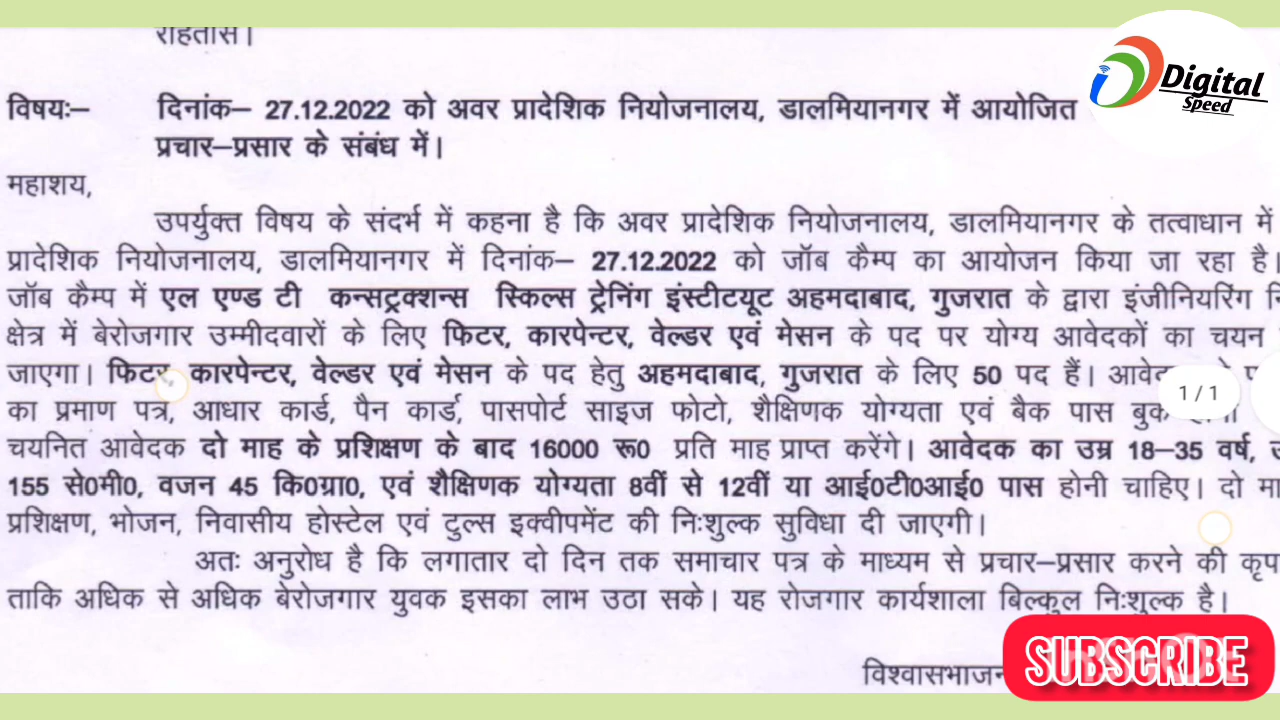 रोहतास।
विषयः– दिनांक– 27.12.2022 को अवर प्रादेशिक नियोजनालय, डालमियानगर में आयोजित
प्रचार–प्रसार के संबंध में।
महाशय,
उपर्युक्त विषय के संदर्भ में कहना है कि अवर प्रादेशिक नियोजनालय, डालमियानगर के तत्वाधान में
प्रादेशिक नियोजनालय, डालमियानगर में दिनांक– 27.12.2022 को जॉब कैम्प का आयोजन किया जा रहा है।
जॉब कैम्प में एल एण्ड टी कन्सट्रक्शन्स स्किल्स ट्रेनिंग इंस्टीटयूट अहमदाबाद, गुजरात के द्वारा इंजीनियरिंग
क्षेत्र में बेरोजगार उम्मीदवारों के लिए फिटर, कारपेन्टर, वेल्डर एवं मेसन के पद पर योग्य आवेदकों का चयन
जाएगा। फिटर, कारपेन्टर, वेल्डर एवं मेसन के पद हेतु अहमदाबाद, गुजरात के लिए 50 पद हैं।
का प्रमाण पत्र, आधार कार्ड, पैन कार्ड, पासपोर्ट साइज फोटो, शैक्षिणक योग्यता एवं बैक पास बुक
चयनित आवेदक दो माह के प्रशिक्षण के बाद 16000 रू0 प्रति माह प्राप्त करेंगे। आवेदक का उम्र 18–35 वर्ष,
155 से0मी0, वजन 45 कि0ग्रा0, एवं शैक्षिणक योग्यता 8वीं से 12वीं या आई0टी0आई0 पास होनी चाहिए। दो
प्रशिक्षण, भोजन, निवासीय होस्टेल एवं टुल्स इक्वीपमेंट की निःशुल्क सुविधा दी जाएगी।
अतः अनुरोध है कि लगातार दो दिन तक समाचार पत्र के माध्यम से प्रचार–प्रसार करने की
ताकि अधिक से अधिक बेरोजगार युवक इसका लाभ उठा सके। यह रोजगार कार्यशाला बिल्कुल निःशुल्क है।
विश्वासभाजन
Digital
Speed
1 / 1
SUBSCRIBE